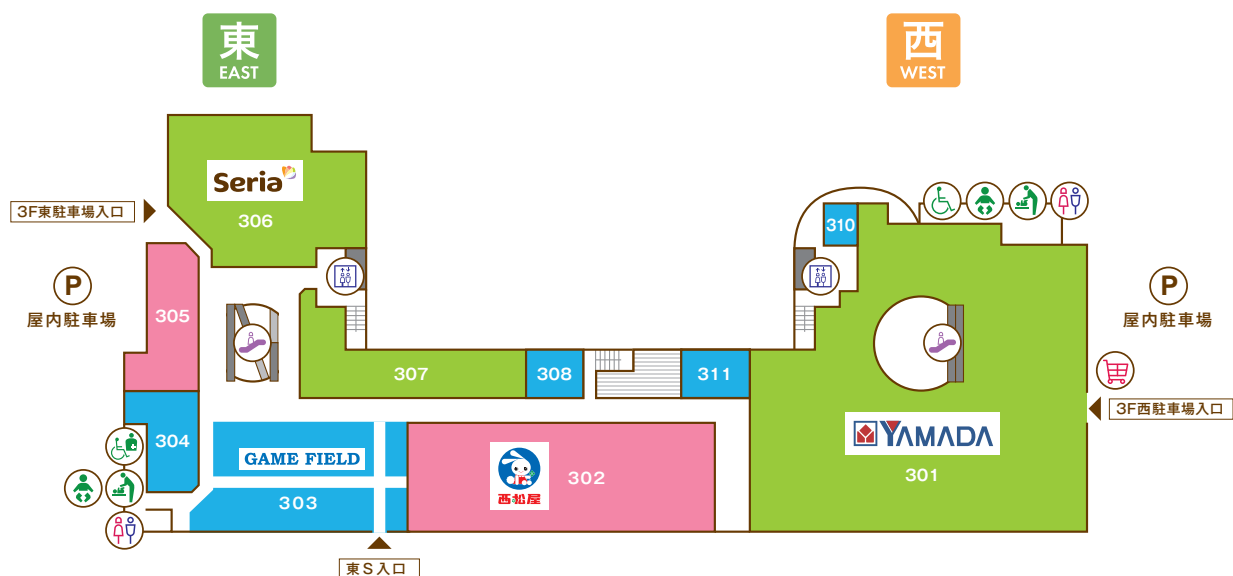 東
EAST
西
WEST
Seria
306
3F東駐車場入口
310
P
屋内駐車場
P
屋内駐車場
305
307
308
311
3F西駐車場入口
304
GAME FIELD
303
西松屋
302
YAMADA
301
東S入口